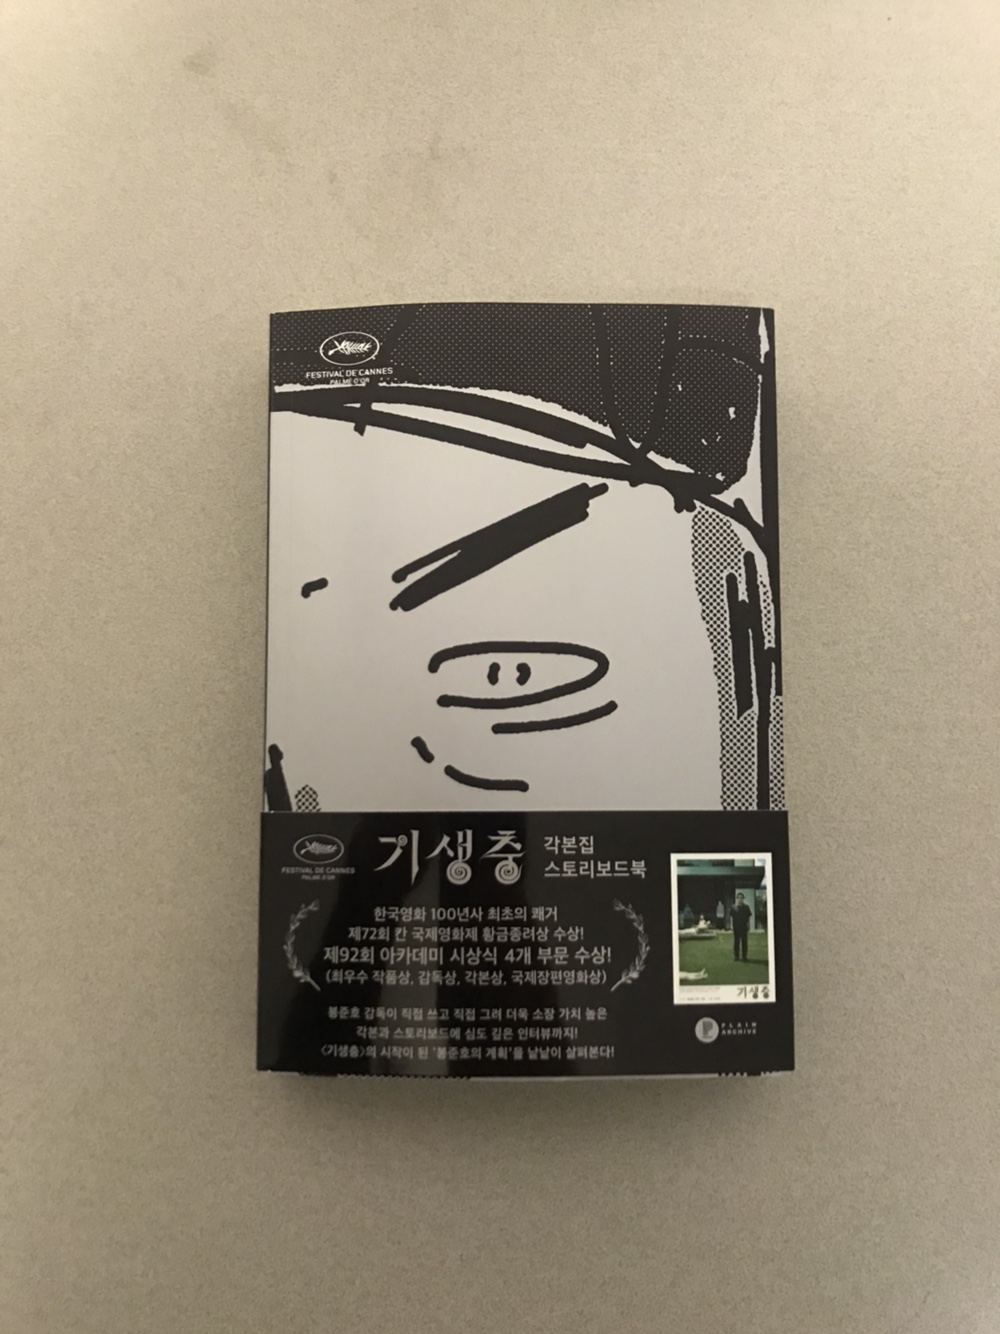 FESTIVAL DE CANNES
PALME D'OR
FESTIVAL DE CANNES
PALME D'OR
기생충
각본집
스토리보드북
한국영화 100년사 최초의 쾌거
제72회 칸 국제영화제 황금종려상 수상!
제92회 아카데미 시상식 4개 부문 수상!
(최우수 작품상, 감독상, 각본상, 국제장편영화상)
봉준호 감독이 직접 쓰고 직접 그려 더욱 소장 가치 높은
각본과 스토리보드에 심도 깊은 인터뷰까지!
〈기생충〉의 시작이 된 '봉준호의 계획'을 낱낱이 살펴본다!
기생충
PLAIN
ARCHIVE